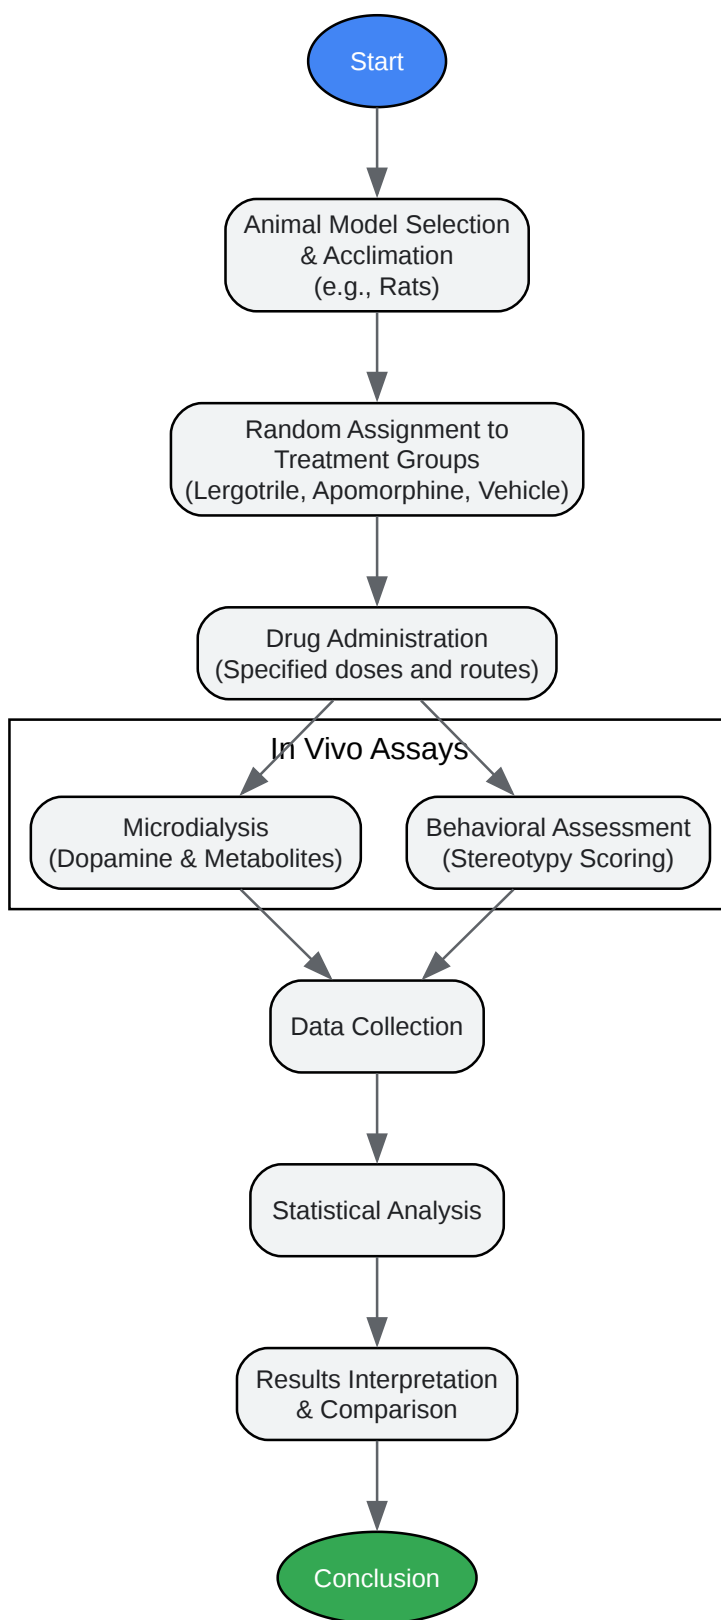 Start
Animal Model Selection
& Acclimation
(e.g., Rats)
Random Assignment to
Treatment Groups
(Lergotrile, Apomorphine, Vehicle)
Drug Administration
(Specified doses and routes)
In Vivo Assays
Microdialysis
(Dopamine & Metabolites)
Behavioral Assessment
(Stereotypy Scoring)
Data Collection
Statistical Analysis
Results Interpretation
& Comparison
Conclusion